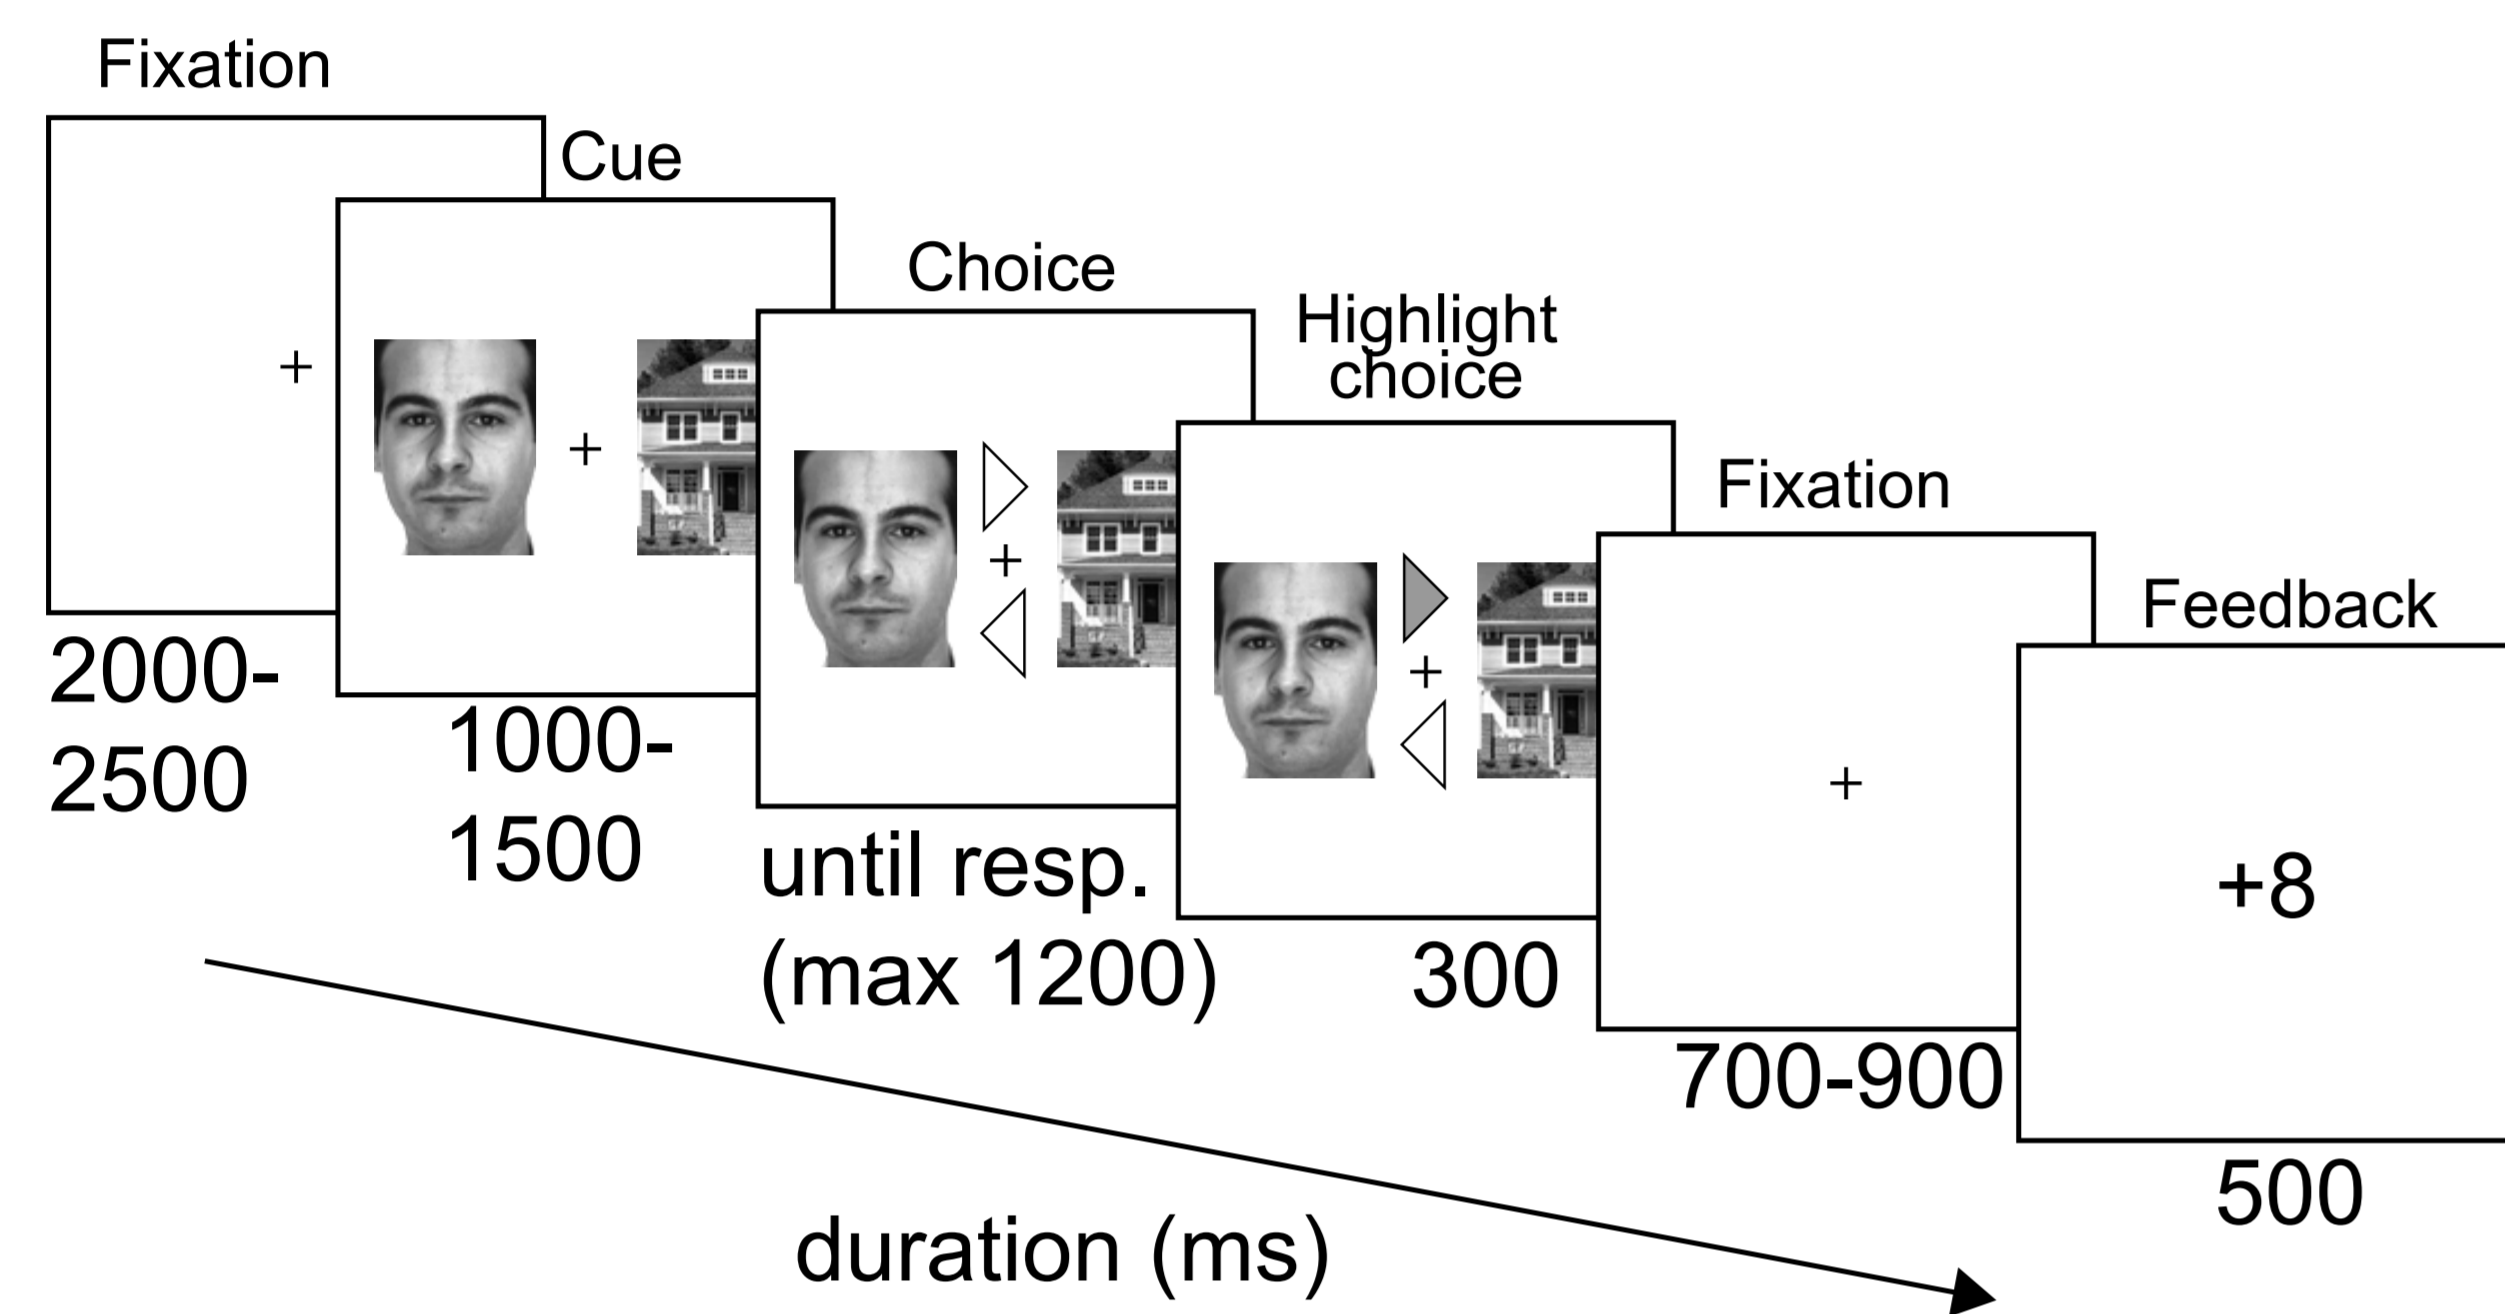 Fixation
Cue
Choice
Highlight
choice
Fixation
Feedback
+
+
+
+
+
+8
2000-
2500
1000-
1500
until resp.
(max 1200)
300
700-900
500
duration (ms)